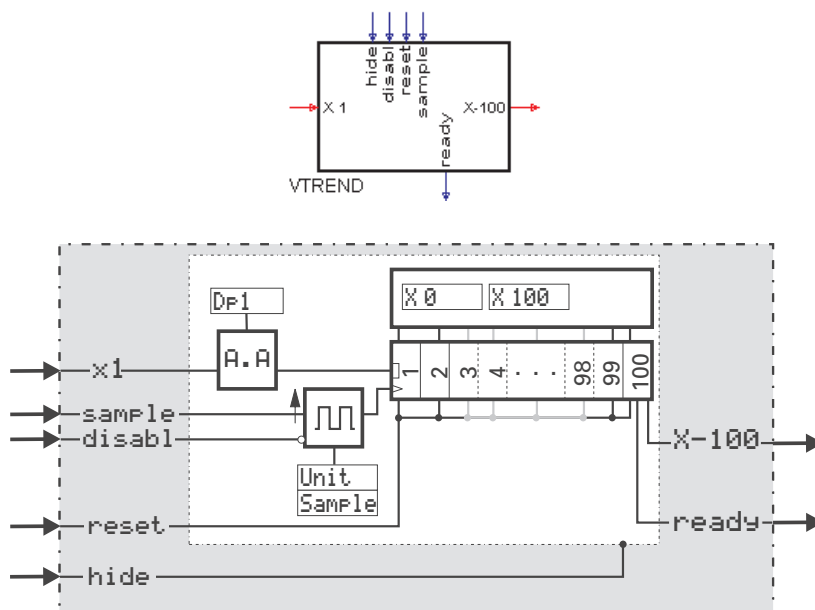 hide
disabl
reset
sample
X 1
X-100
ready
VTREND
X 0 X 100
Dp1
A.A
x1
1 2 3 4 . . . 98 99 100
sample
disabl
X-100
Unit
Sample
reset
ready
hide